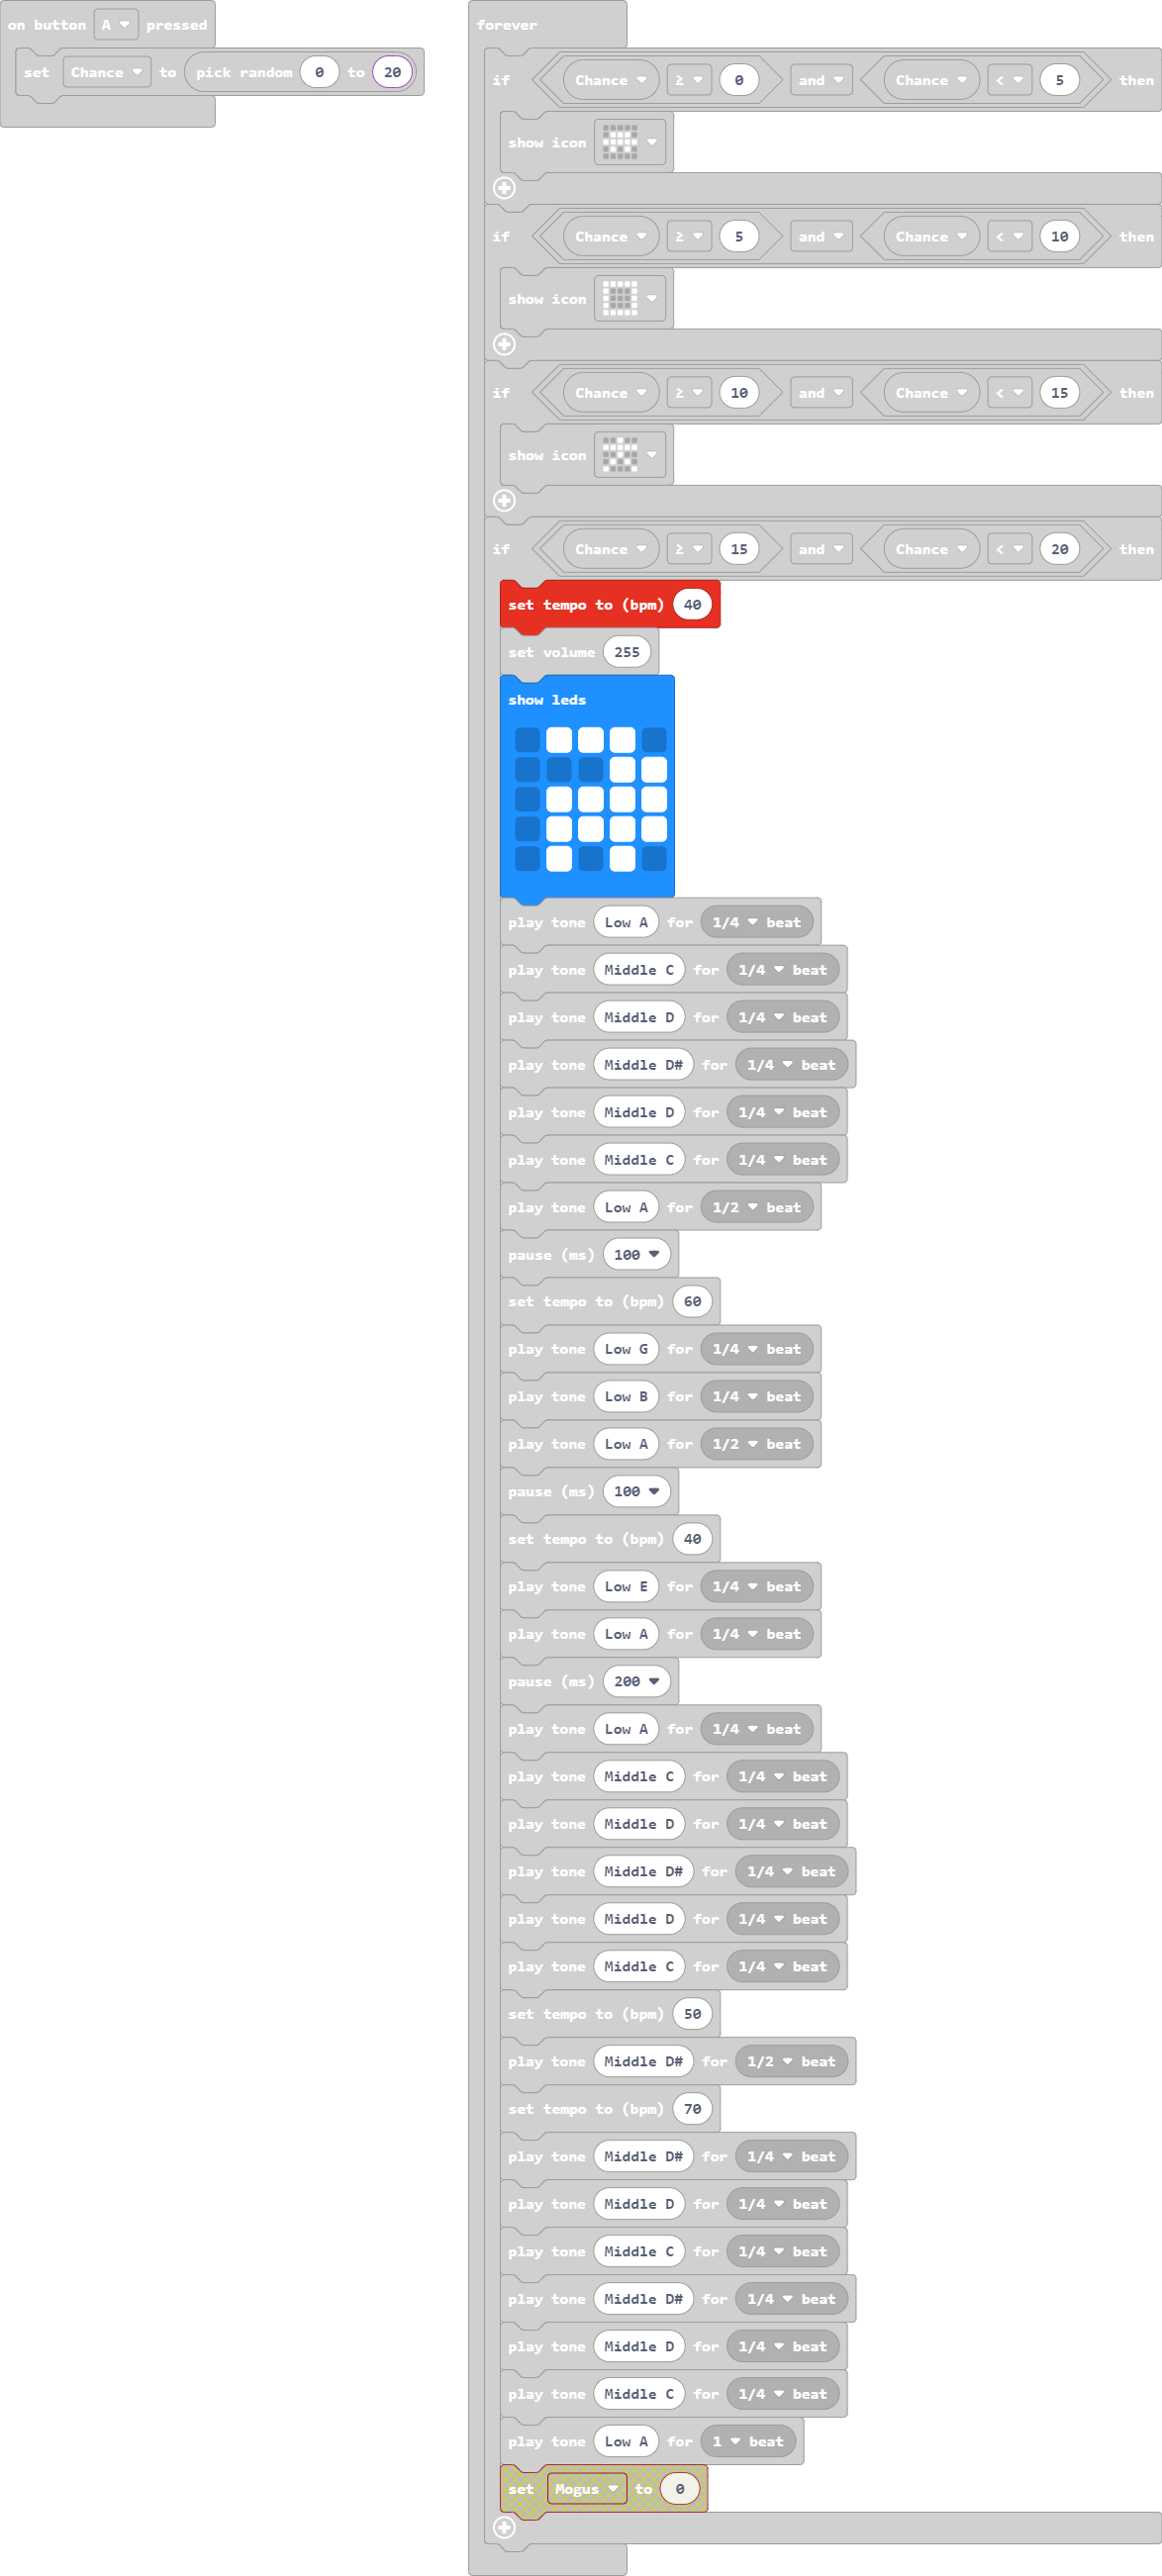 on button A pressed
set Chance to pick random 0 to 20
forever
if Chance ≥ 0 and Chance < 5 then
show icon
if Chance ≥ 5 and Chance < 10 then
show icon
if Chance ≥ 10 and Chance < 15 then
show icon
if Chance ≥ 15 and Chance < 20 then
set tempo to (bpm) 40
set volume 255
show leds
play tone Low A for 1/4 beat
play tone Middle C for 1/4 beat
play tone Middle D for 1/4 beat
play tone Middle D# for 1/4 beat
play tone Middle D for 1/4 beat
play tone Middle C for 1/4 beat
play tone Low A for 1/2 beat
pause (ms) 100
set tempo to (bpm) 60
play tone Low G for 1/4 beat
play tone Low B for 1/4 beat
play tone Low A for 1/2 beat
pause (ms) 100
set tempo to (bpm) 40
play tone Low E for 1/4 beat
play tone Low A for 1/4 beat
pause (ms) 200
play tone Low A for 1/4 beat
play tone Middle C for 1/4 beat
play tone Middle D for 1/4 beat
play tone Middle D# for 1/4 beat
play tone Middle D for 1/4 beat
play tone Middle C for 1/4 beat
set tempo to (bpm) 50
play tone Middle D# for 1/2 beat
set tempo to (bpm) 70
play tone Middle D# for 1/4 beat
play tone Middle D for 1/4 beat
play tone Middle C for 1/4 beat
play tone Middle D# for 1/4 beat
play tone Middle D for 1/4 beat
play tone Middle C for 1/4 beat
play tone Low A for 1 beat
set Mogus to 0